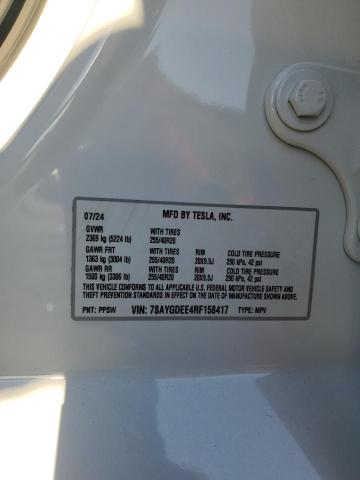 07/24 MFD BY TESLA, INC.
GVWR WITH TIRES
2369 kg (5224 lb) 255/40R20
GAWR FRT WITH TIRES RIM COLD TIRE PRESSURE
1363 kg (3004 lb) 255/40R20 20X9.5J 290 kPa, 42 psi
GAWR RR WITH TIRES RIM COLD TIRE PRESSURE
1500 kg (3306 lb) 255/40R20 20X9.5J 290 kPa, 42 psi
THIS VEHICLE CONFORMS TO ALL APPLICABLE U.S. FEDERAL MOTOR VEHICLE SAFETY AND
THEFT PREVENTION STANDARDS IN EFFECT ON THE DATE OF MANUFACTURE SHOWN ABOVE.
PNT: PPSW VIN: 7SAYGDEE4RF158417 TYPE: MPV